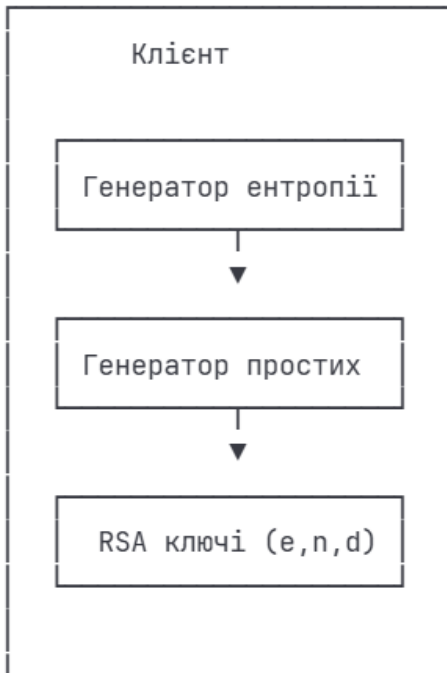 Клієнт
Генератор ентропії
Генератор простих
RSA ключі (e,n,d)